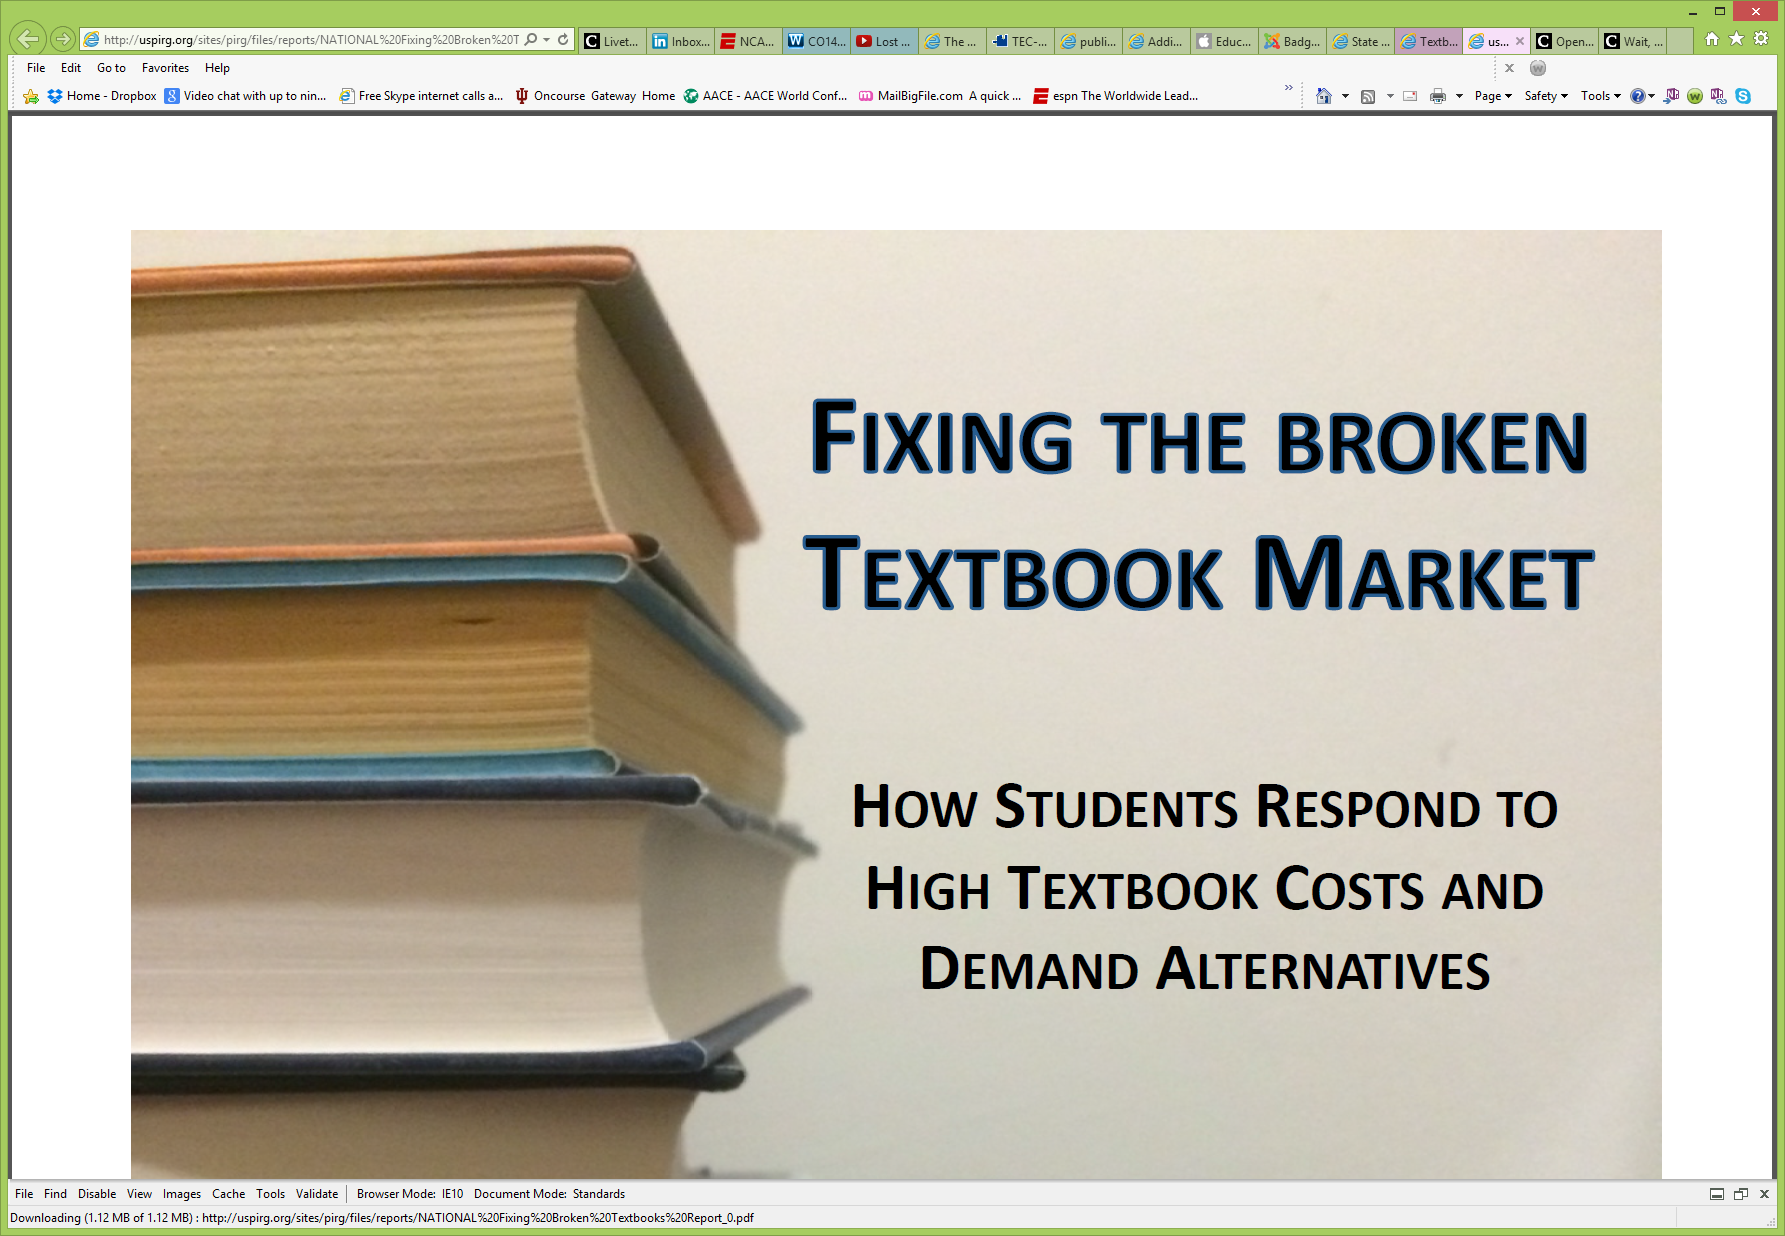 http://uspirg.org/sites/pirg/files/reports/NATIONAL%20Fixing%20Broken%20T
Livet...
Inbox...
NCA...
CO14...
Lost ...
The ...
TEC-...
publi...
Addi...
Educ...
Badg...
State ...
Textb...
us...
Open...
Wait, ...
File Edit Go to Favorites Help
Home - Dropbox Video chat with up to nin... Free Skype internet calls a... Oncourse Gateway Home AACE - AACE World Conf... MailBigFile.com A quick ... espn The Worldwide Lead... Page Safety Tools
FIXING THE BROKEN
TEXTBOOK MARKET
HOW STUDENTS RESPOND TO
HIGH TEXTBOOK COSTS AND
DEMAND ALTERNATIVES
File Find Disable View Images Cache Tools Validate Browser Mode: IE10 Document Mode: Standards
Downloading (1.12 MB of 1.12 MB) : http://uspirg.org/sites/pirg/files/reports/NATIONAL%20Fixing%20Broken%20Textbooks%20Report_0.pdf